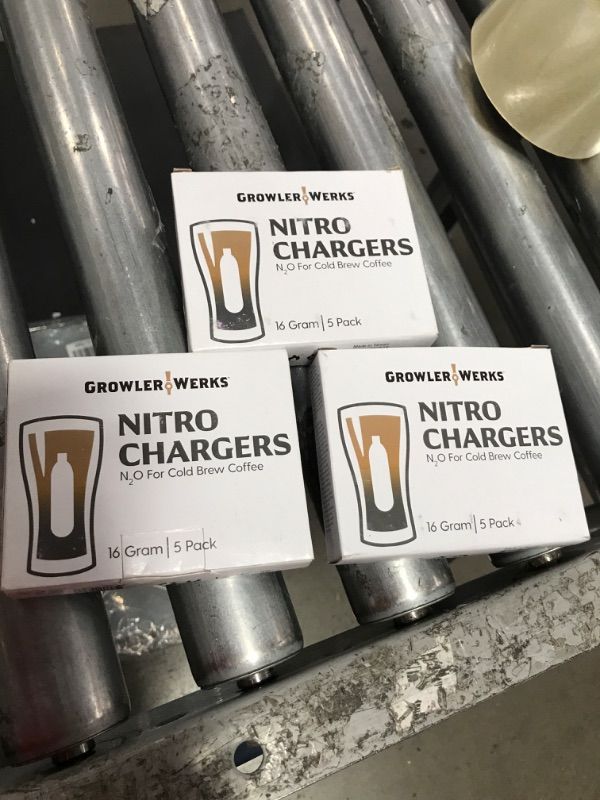 GROWLER WERKS
NITRO
CHARGERS
N₂O For Cold Brew Coffee
16 Gram | 5 Pack
GROWLER WERKS
NITRO
CHARGERS
N₂O For Cold Brew Coffee
16 Gram | 5 Pack
GROWLER WERKS
NITRO
CHARGERS
N₂O For Cold Brew Coffee
16 Gram | 5 Pack